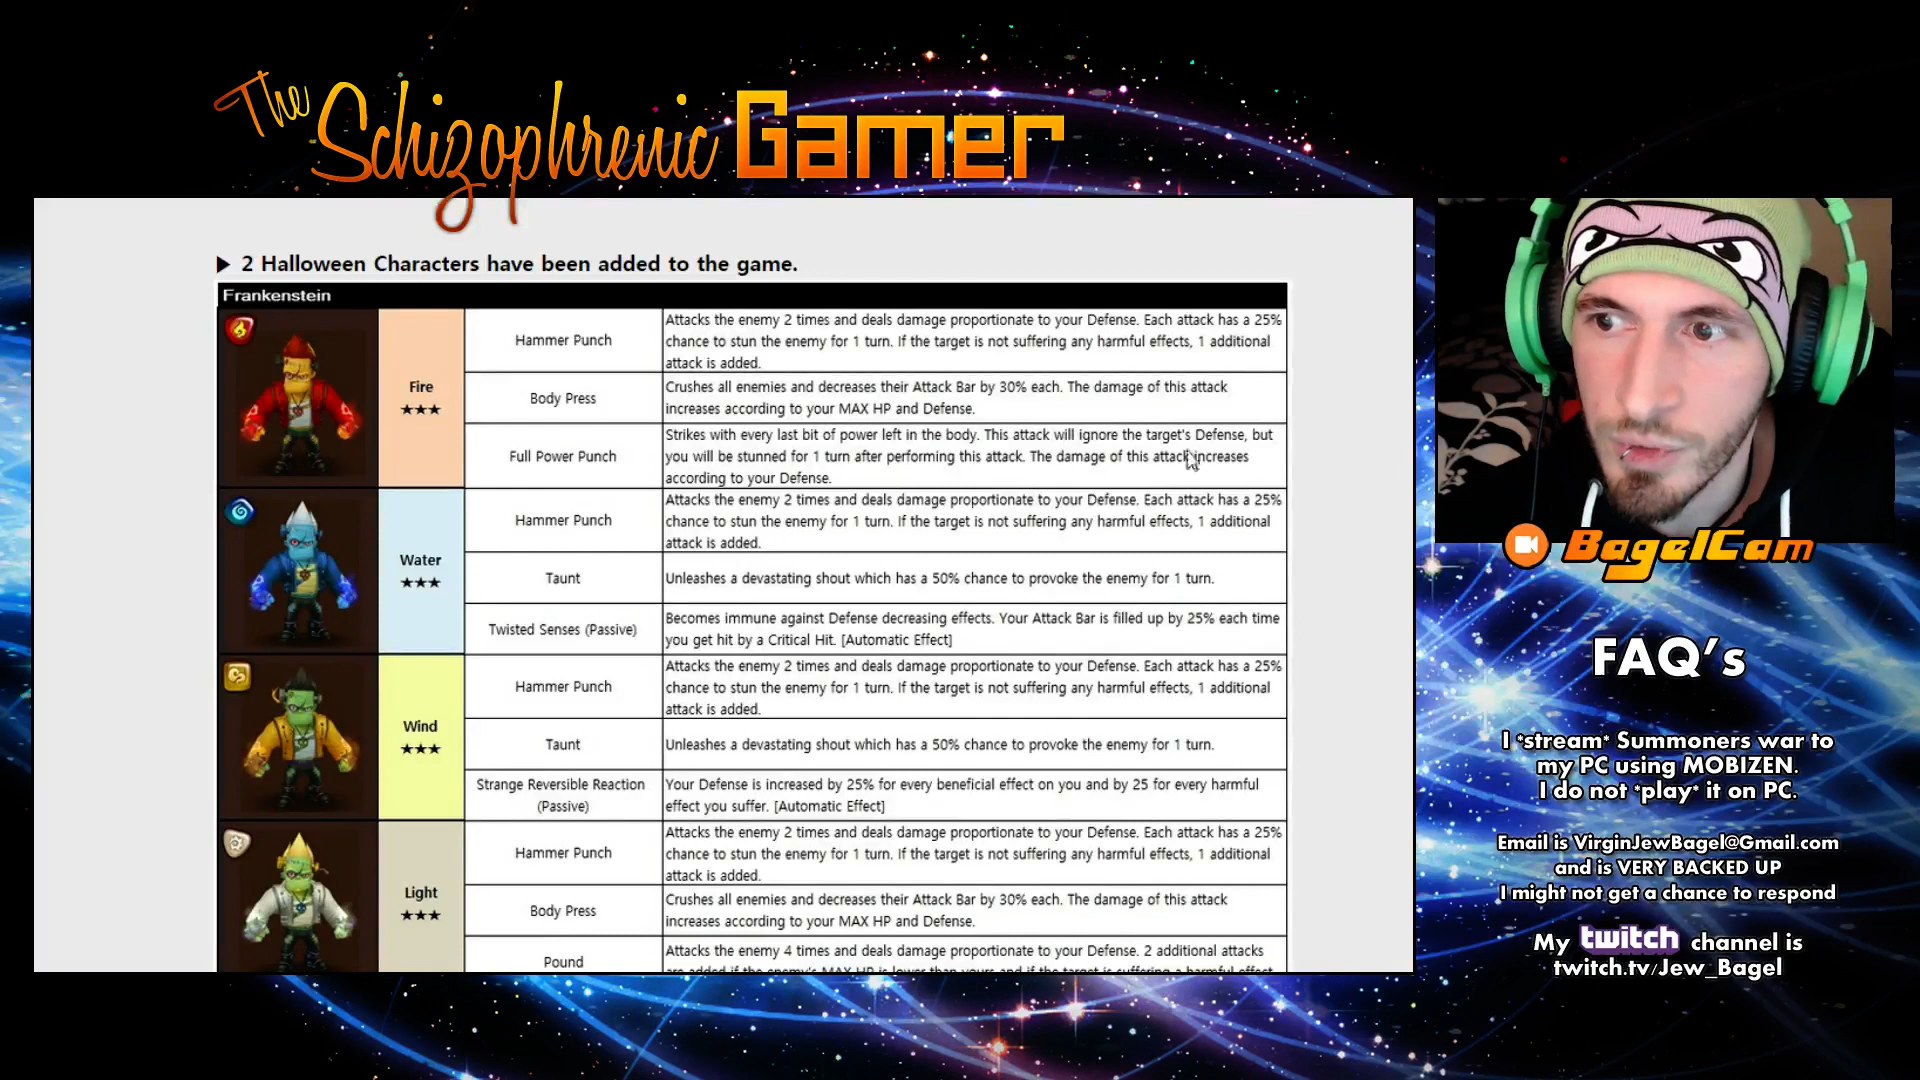 The Schizophrenic Gamer
▶ 2 Halloween Characters have been added to the game.
Frankenstein
Fire
★★★
Hammer Punch
Attacks the enemy 2 times and deals damage proportionate to your Defense. Each attack has a 25%
chance to stun the enemy for 1 turn. If the target is not suffering any harmful effects, 1 additional
attack is added.
Body Press
Crushes all enemies and decreases their Attack Bar by 30% each. The damage of this attack
increases according to your MAX HP and Defense.
Full Power Punch
Strikes with every last bit of power left in the body. This attack will ignore the target's Defense, but
you will be stunned for 1 turn after performing this attack. The damage of this attack increases
according to your Defense.
Water
★★★
Hammer Punch
Attacks the enemy 2 times and deals damage proportionate to your Defense. Each attack has a 25%
chance to stun the enemy for 1 turn. If the target is not suffering any harmful effects, 1 additional
attack is added.
Taunt
Unleashes a devastating shout which has a 50% chance to provoke the enemy for 1 turn.
Twisted Senses (Passive)
Becomes immune against Defense decreasing effects. Your Attack Bar is filled up by 25% each time
you get hit by a Critical Hit. [Automatic Effect]
Wind
★★★
Hammer Punch
Attacks the enemy 2 times and deals damage proportionate to your Defense. Each attack has a 25%
chance to stun the enemy for 1 turn. If the target is not suffering any harmful effects, 1 additional
attack is added.
Taunt
Unleashes a devastating shout which has a 50% chance to provoke the enemy for 1 turn.
Strange Reversible Reaction
(Passive)
Your Defense is increased by 25% for every beneficial effect on you and by 25 for every harmful
effect you suffer. [Automatic Effect]
Light
★★★
Hammer Punch
Attacks the enemy 2 times and deals damage proportionate to your Defense. Each attack has a 25%
chance to stun the enemy for 1 turn. If the target is not suffering any harmful effects, 1 additional
attack is added.
Body Press
Crushes all enemies and decreases their Attack Bar by 30% each. The damage of this attack
increases according to your MAX HP and Defense.
Pound
Attacks the enemy 4 times and deals damage proportionate to your Defense. 2 additional attacks
are added if the enemy's MAX HP is lower than yours and if the target is suffering a harmful effect
BagelCam
FAQ's
I *stream* Summoners war to
my PC using MOBIZEN.
I do not *play* it on PC.
Email is VirginJewBagel@Gmail.com
and is VERY BACKED UP
I might not get a chance to respond
My twitch channel is
twitch.tv/Jew_Bagel